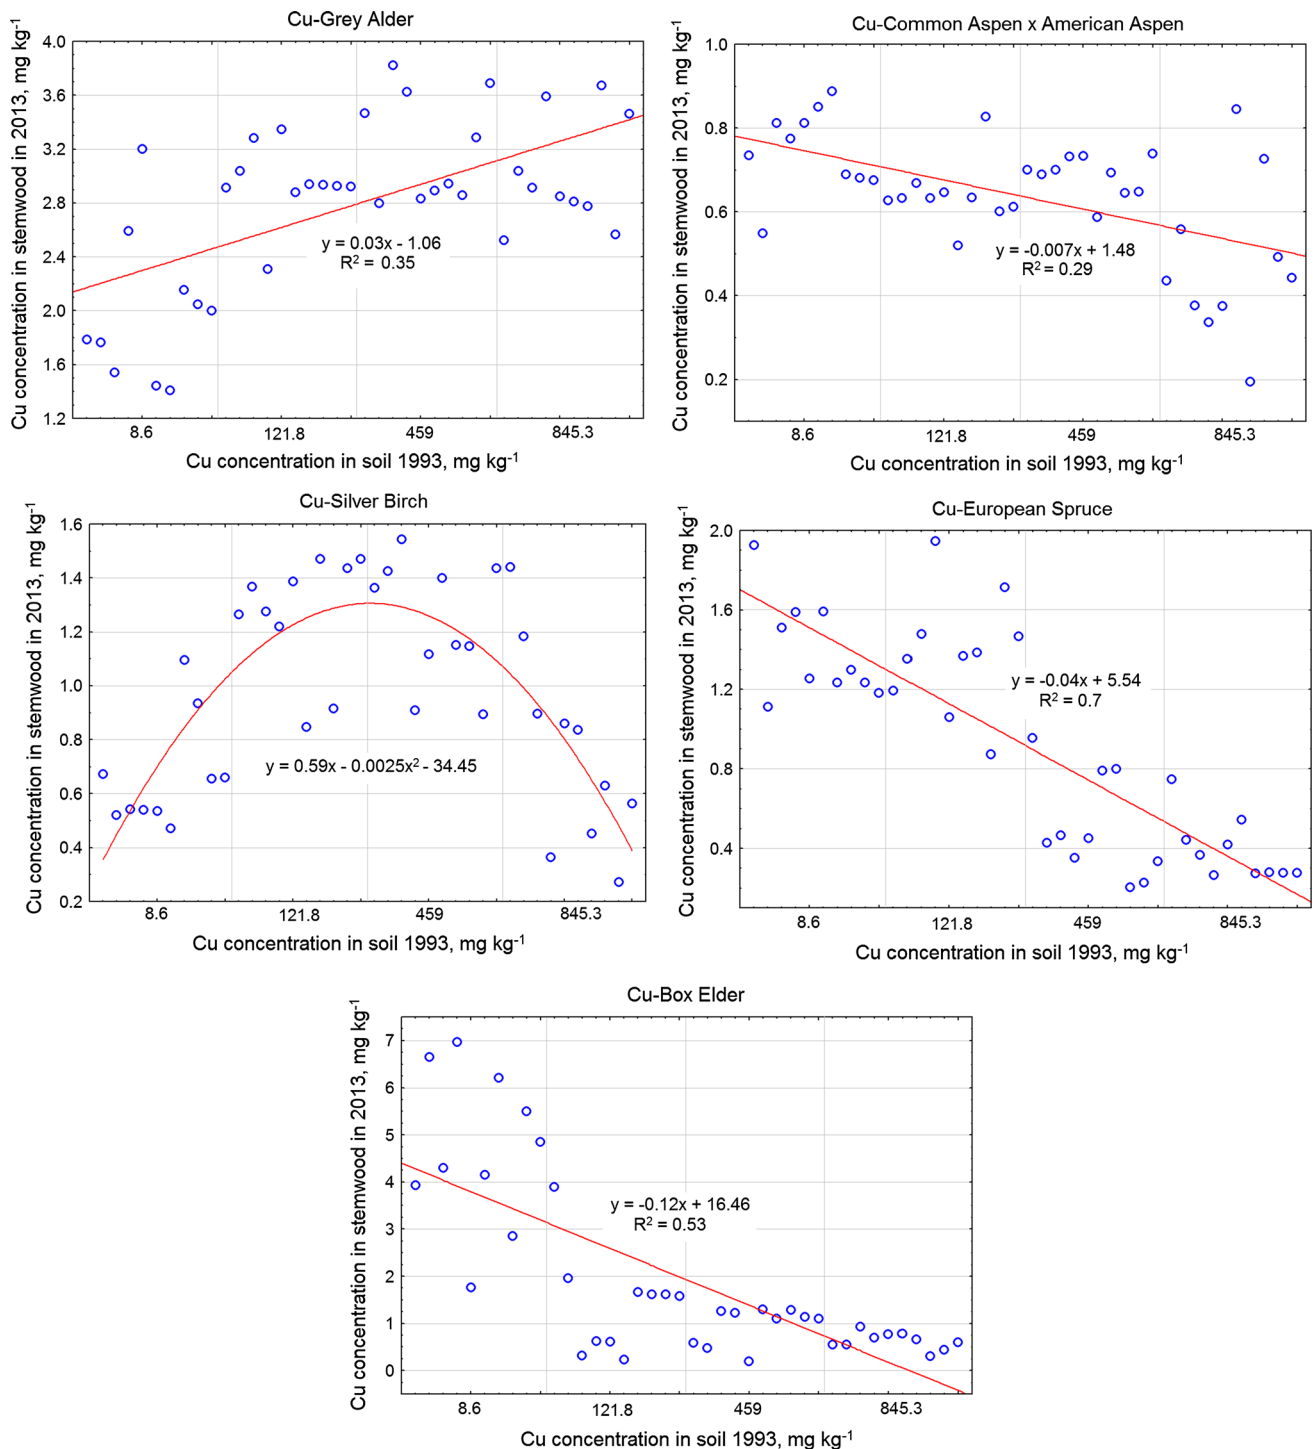 Cu-Grey Alder
Cu concentration in stemwood in 2013, mg kg⁻¹
4.0
3.6
3.2
2.8
2.4
2.0
1.6
1.2
y = 0.03x - 1.06
R² = 0.35
8.6 121.8 459 845.3
Cu concentration in soil 1993, mg kg⁻¹
Cu-Common Aspen x American Aspen
Cu concentration in stemwood in 2013, mg kg⁻¹
1.0
0.8
0.6
0.4
0.2
y = -0.007x + 1.48
R² = 0.29
8.6 121.8 459 845.3
Cu concentration in soil 1993, mg kg⁻¹
Cu-Silver Birch
Cu concentration in stemwood in 2013, mg kg⁻¹
1.6
1.4
1.2
1.0
0.8
0.6
0.4
0.2
y = 0.59x - 0.0025x² - 34.45
8.6 121.8 459 845.3
Cu concentration in soil 1993, mg kg⁻¹
Cu-European Spruce
Cu concentration in stemwood in 2013, mg kg⁻¹
2.0
1.6
1.2
0.8
0.4
y = -0.04x + 5.54
R² = 0.7
8.6 121.8 459 845.3
Cu concentration in soil 1993, mg kg⁻¹
Cu-Box Elder
Cu concentration in stemwood in 2013, mg kg⁻¹
7
6
5
4
3
2
1
0
y = -0.12x + 16.46
R² = 0.53
8.6 121.8 459 845.3
Cu concentration in soil 1993, mg kg⁻¹